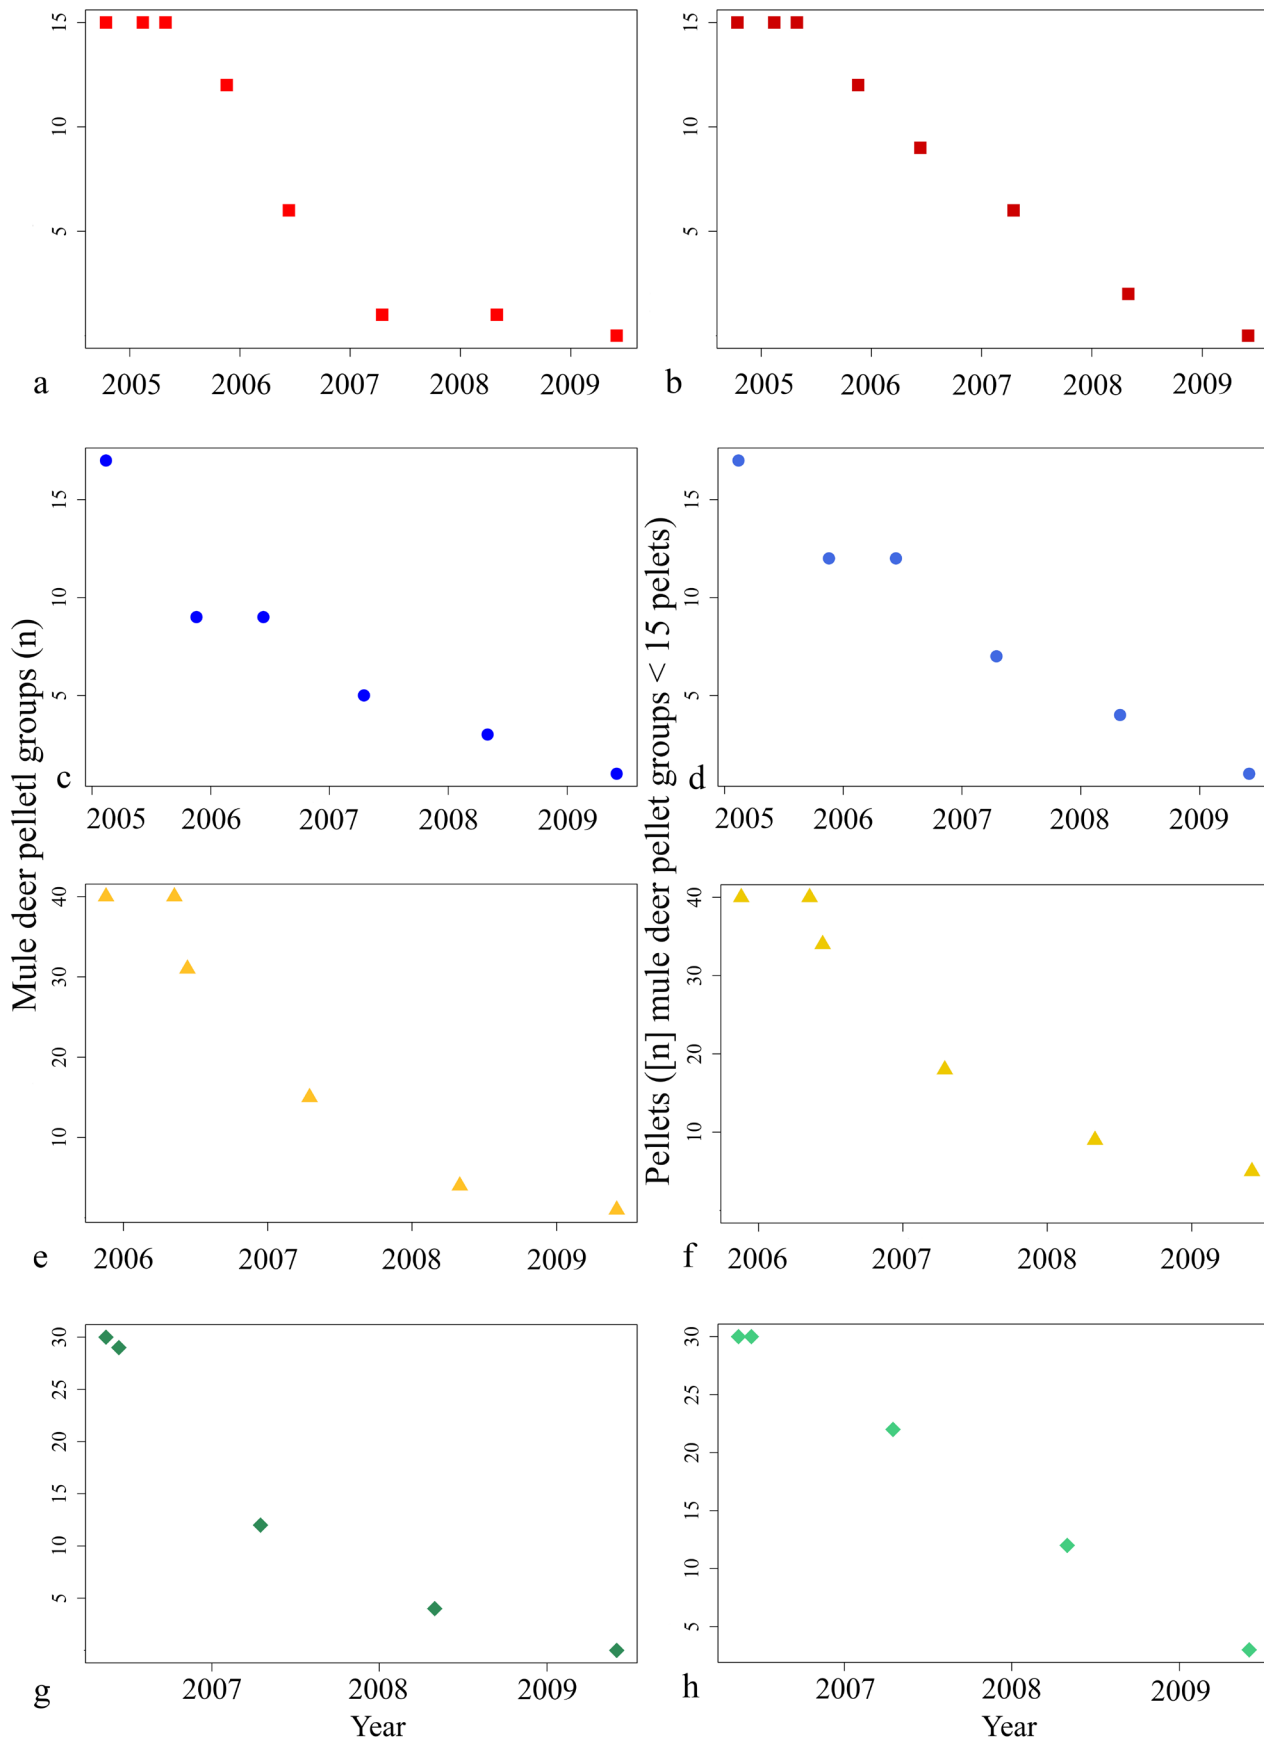 15
10
5
2005 2006 2007 2008 2009
a
15
10
5
2005 2006 2007 2008 2009
b
Mule deer pelletl groups (n)
15
10
5
2005 2006 2007 2008 2009
c
Pellets ([n] mule deer pellet groups < 15 pelets)
15
10
5
2005 2006 2007 2008 2009
d
40
30
20
10
2006 2007 2008 2009
e
40
30
20
10
2006 2007 2008 2009
f
30
25
20
15
10
5
2007 2008 2009
g
Year
30
25
20
15
10
5
2007 2008 2009
h
Year